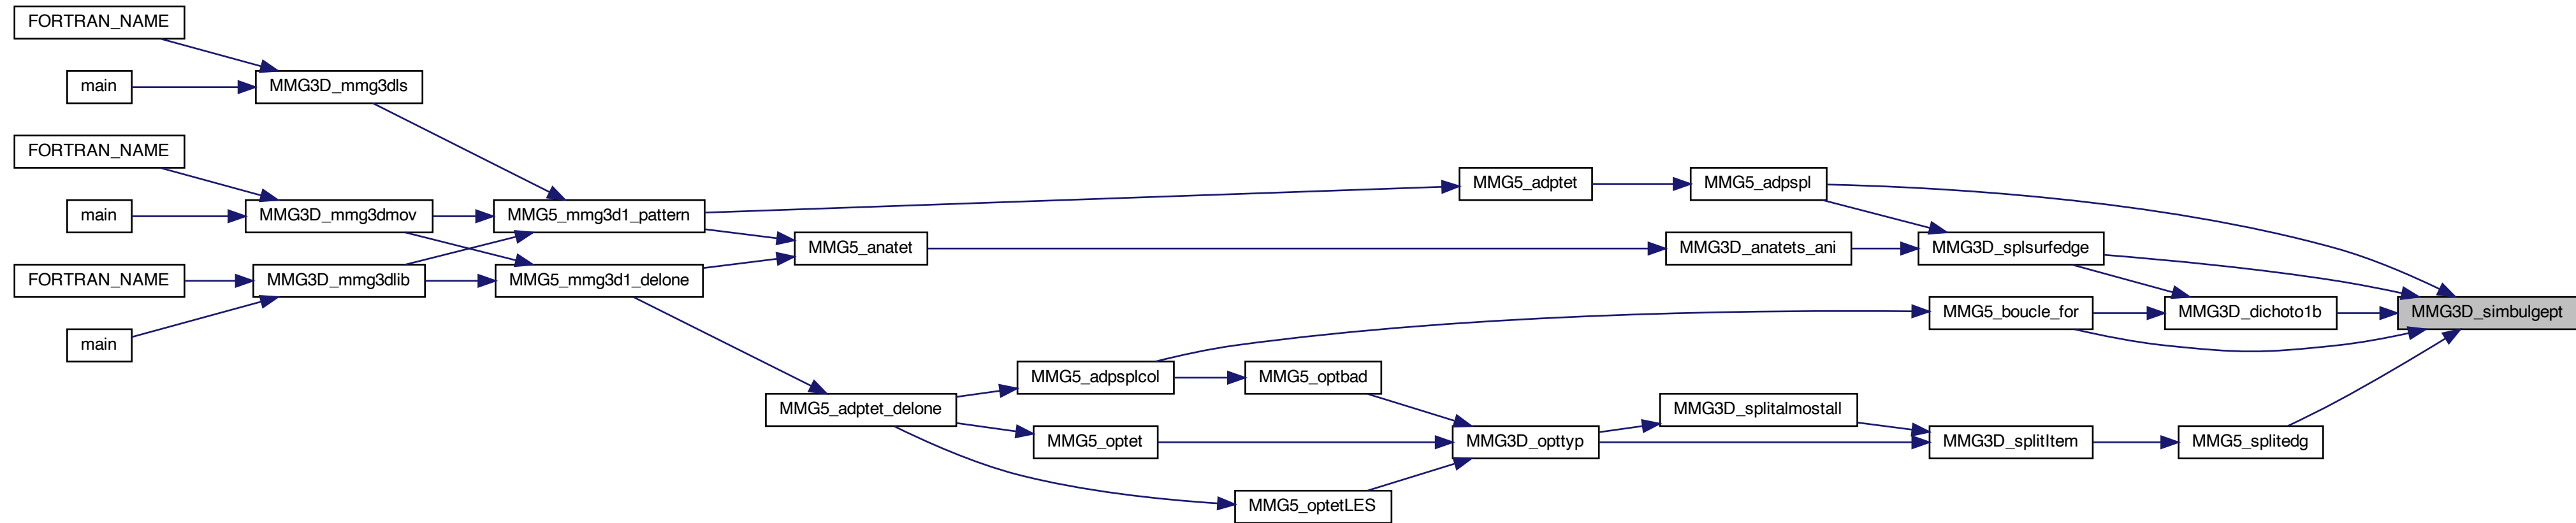 FORTRAN_NAME
main
MMG3D_mmg3dls
FORTRAN_NAME
main
MMG3D_mmg3dmov
FORTRAN_NAME
MMG3D_mmg3dlib
main
MMG5_mmg3d1_pattern
MMG5_mmg3d1_delone
MMG5_anatet
MMG5_adptet_delone
MMG5_adpsplcol
MMG5_optet
MMG5_optbad
MMG5_optetLES
MMG5_adptet
MMG3D_opttyp
MMG5_adpspl
MMG3D_anatets_ani
MMG3D_splitalmostall
MMG3D_splsurfedge
MMG5_boucle_for
MMG3D_splitItem
MMG3D_dichoto1b
MMG5_splitedg
MMG3D_simbulgept